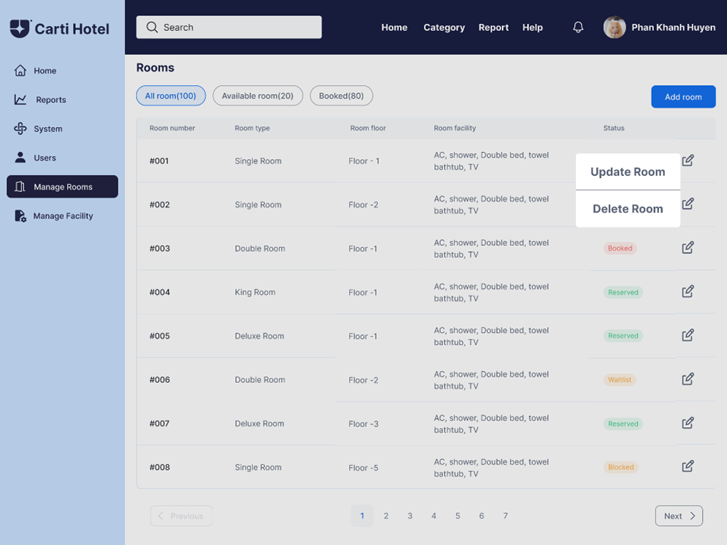 Carti Hotel
Search
Home Category Report Help
Phan Khanh Huyen
Home
Reports
System
Users
Manage Rooms
Manage Facility
Rooms
All room(100) Available room(20) Booked(80)
Add room
Room number Room type Room floor Room facility Status
#001 Single Room Floor - 1 AC, shower, Double bed, towel
bathtub, TV
Update Room
#002 Single Room Floor -2 AC, shower, Double bed, towel
bathtub, TV
Delete Room
#003 Double Room Floor -1 AC, shower, Double bed, towel
bathtub, TV
Booked
#004 King Room Floor -1 AC, shower, Double bed, towel
bathtub, TV
Reserved
#005 Deluxe Room Floor -1 AC, shower, Double bed, towel
bathtub, TV
Reserved
#006 Double Room Floor -2 AC, shower, Double bed, towel
bathtub, TV
Waitlist
#007 Deluxe Room Floor -3 AC, shower, Double bed, towel
bathtub, TV
Reserved
#008 Single Room Floor -5 AC, shower, Double bed, towel
bathtub, TV
Blocked
Previous 1 2 3 4 5 6 7 Next